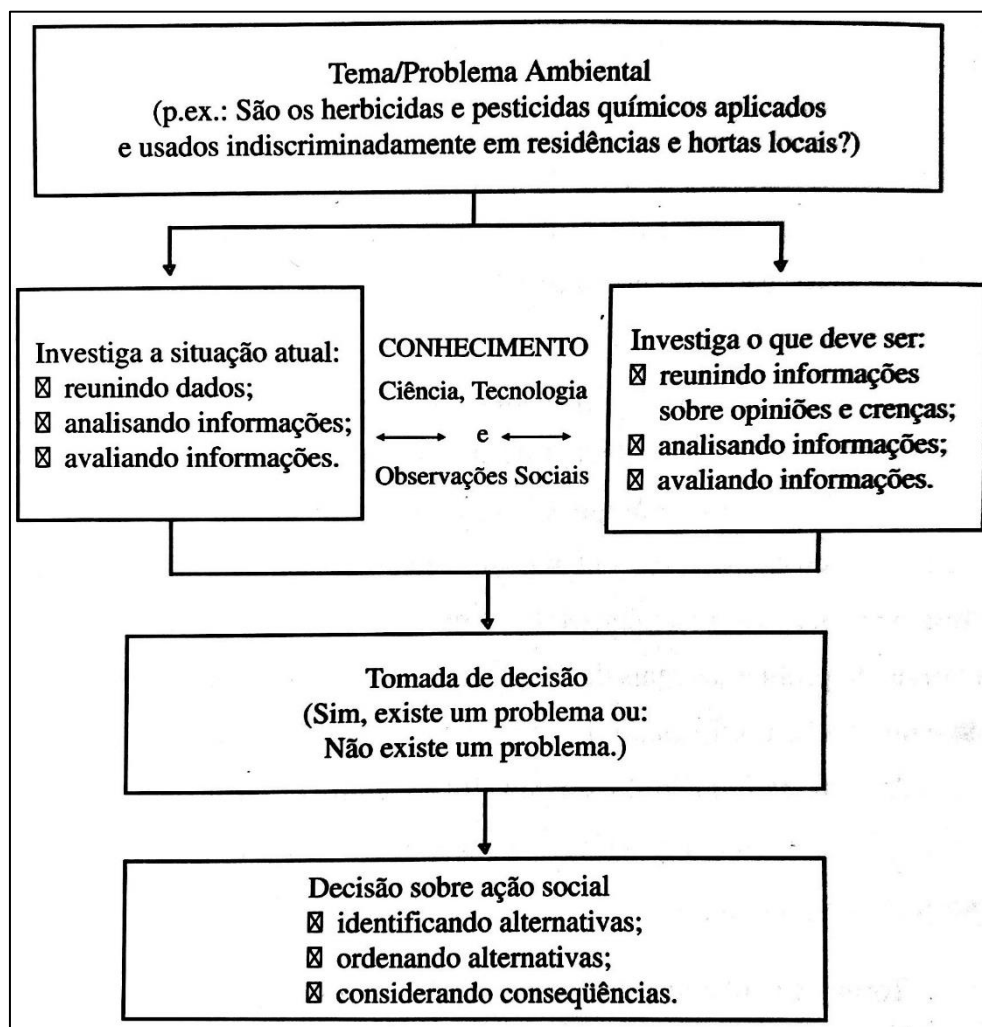 Tema/Problema Ambiental
(p.ex.: São os herbicidas e pesticidas químicos aplicados
e usados indiscriminadamente em residências e hortas locais?)
Investiga a situação atual:
☒ reunindo dados;
☒ analisando informações;
☒ avaliando informações.
CONHECIMENTO
Ciência, Tecnologia
e
Observações Sociais
Investiga o que deve ser:
☒ reunindo informações
sobre opiniões e crenças;
☒ analisando informações;
☒ avaliando informações.
Tomada de decisão
(Sim, existe um problema ou:
Não existe um problema.)
Decisão sobre ação social
☒ identificando alternativas;
☒ ordenando alternativas;
☒ considerando conseqüências.